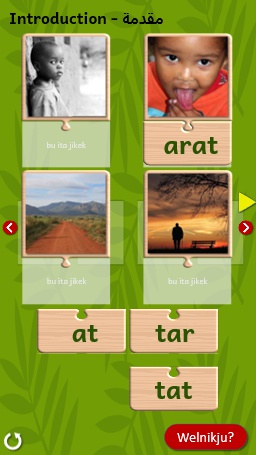 Introduction - مقدمة
bu ita jikek
arat
bu ita jikek
bu ita jikek
at
tar
tat
Welnikju?